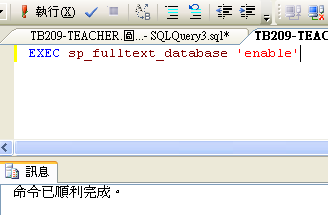 執行(X)
TB209-TEACHER.圖...- SQLQuery3.sql*
TB209-TEAC
EXEC sp_fulltext_database 'enable'
訊息
命令已順利完成。